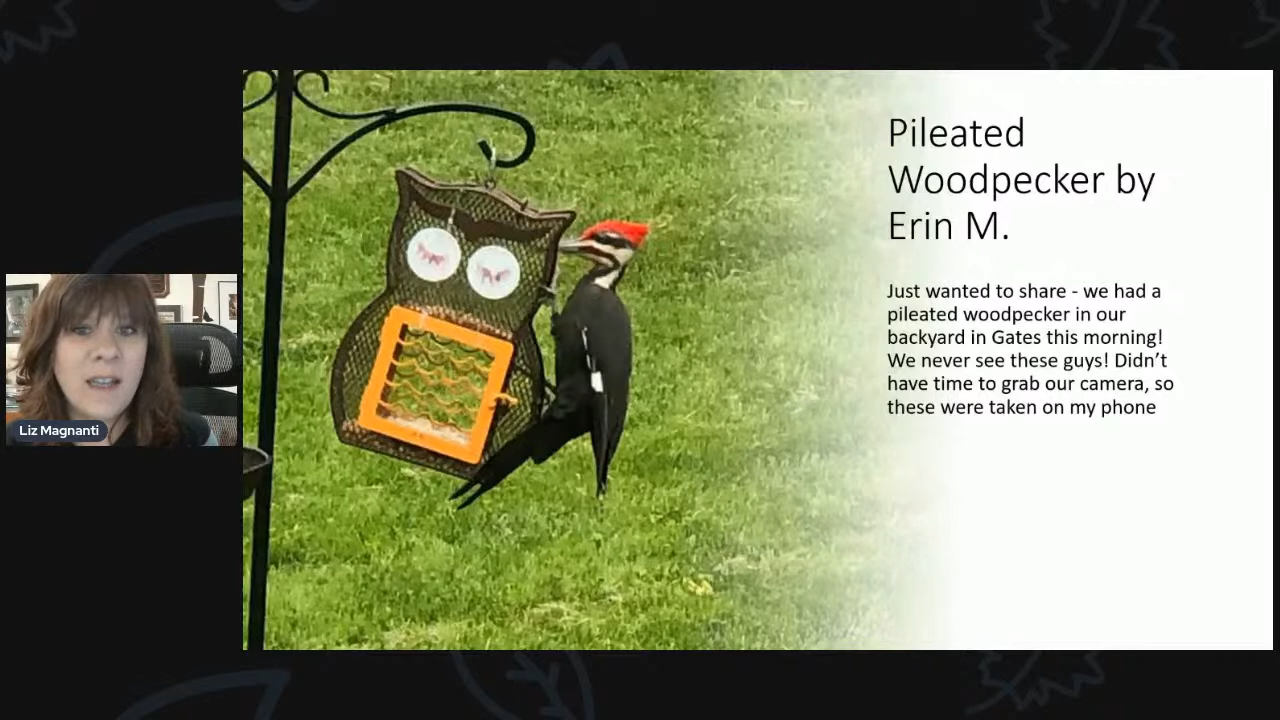 Pileated
Woodpecker by
Erin M.
Just wanted to share - we had a
pileated woodpecker in our
backyard in Gates this morning!
We never see these guys! Didn’t
have time to grab our camera, so
these were taken on my phone
Liz Magnanti